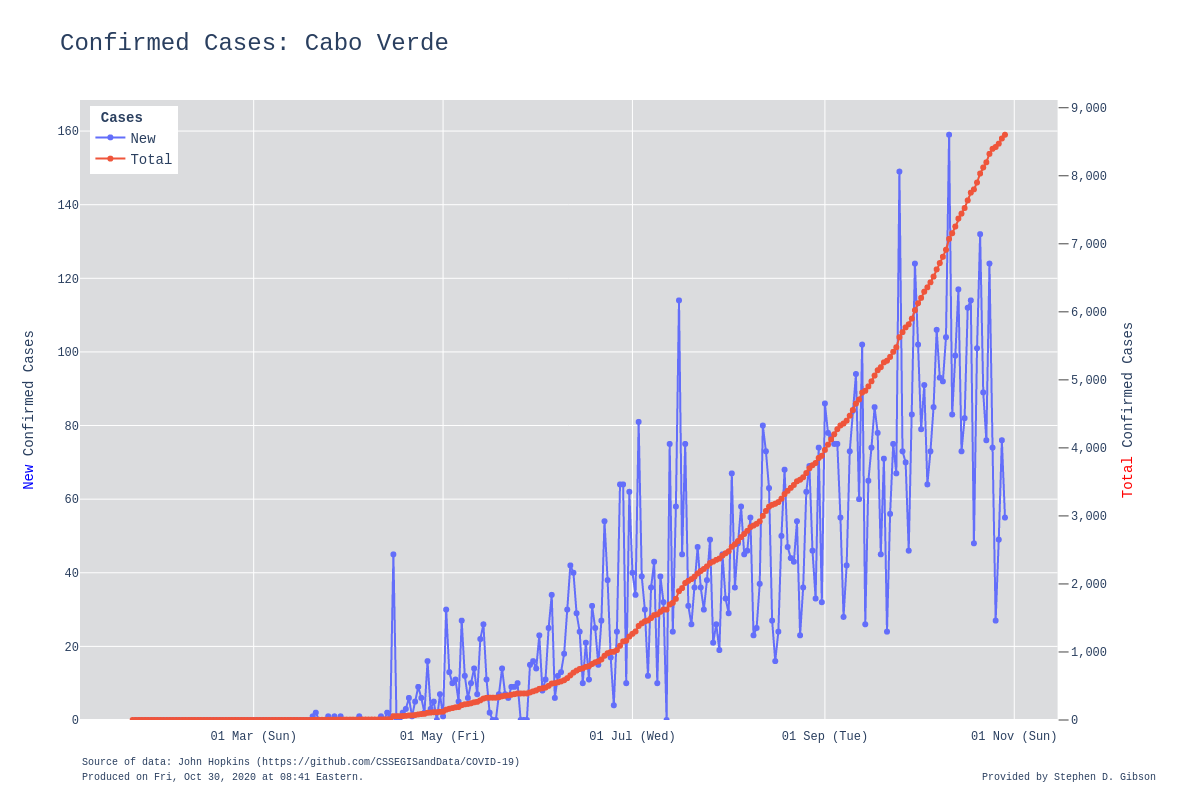 Confirmed Cases: Cabo Verde
Cases
New
Total
160
140
120
100
80
60
40
20
0
9,000
8,000
7,000
6,000
5,000
4,000
3,000
2,000
1,000
0
New Confirmed Cases
Total Confirmed Cases
01 Mar (Sun)
01 May (Fri)
01 Jul (Wed)
01 Sep (Tue)
01 Nov (Sun)
Source of data: John Hopkins (https://github.com/CSSEGISandData/COVID-19)
Produced on Fri, Oct 30, 2020 at 08:41 Eastern.
Provided by Stephen D. Gibson